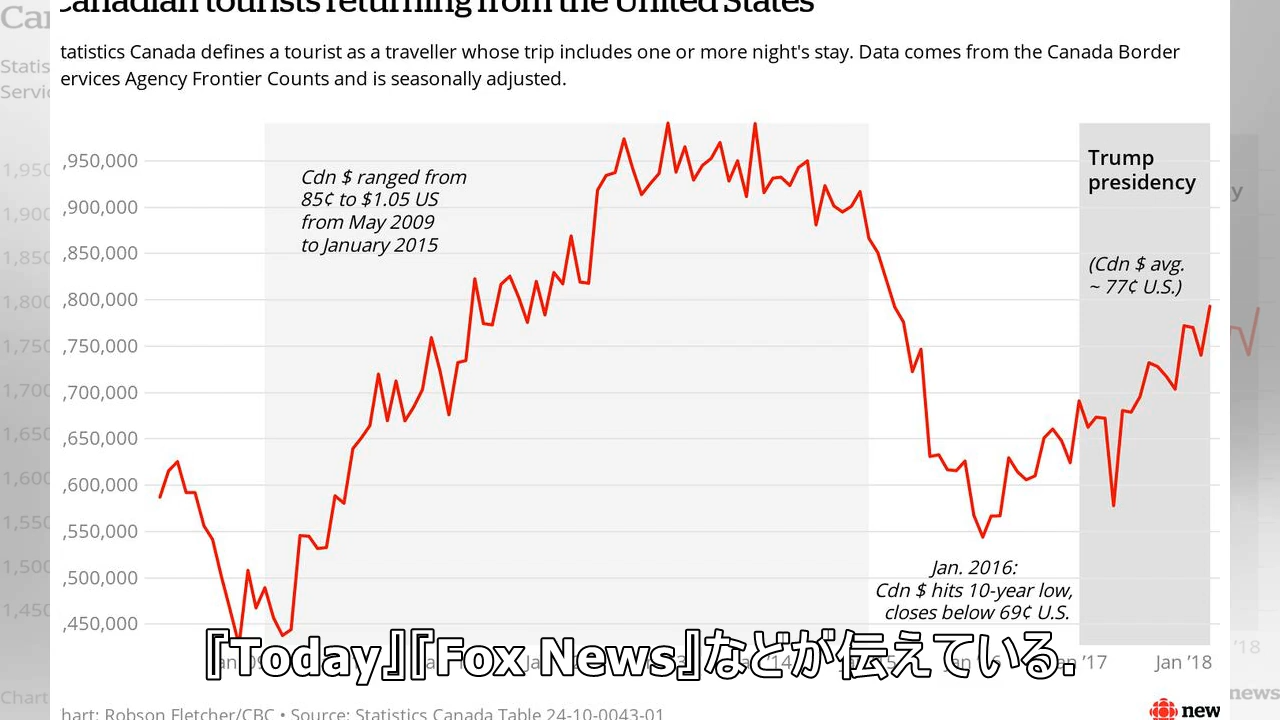 Canadian tourists returning from the United States
tatistics Canada defines a tourist as a traveller whose trip includes one or more night's stay. Data comes from the Canada Border
ervices Agency Frontier Counts and is seasonally adjusted.
Cdn $ ranged from
85¢ to $1.05 US
from May 2009
to January 2015
Trump
presidency
(Cdn $ avg.
~ 77¢ U.S.)
,950,000
,900,000
,850,000
,800,000
,750,000
,700,000
,650,000
,600,000
,550,000
,500,000
,450,000
Jan. 2016:
Cdn $ hits 10-year low,
closes below 69¢ U.S.
'17
Jan '18
『Today』『Fox News』などが伝えている.
hart: Robson Fletcher/CBC • Source: Statistics Canada Table 24-10-0043-01
new